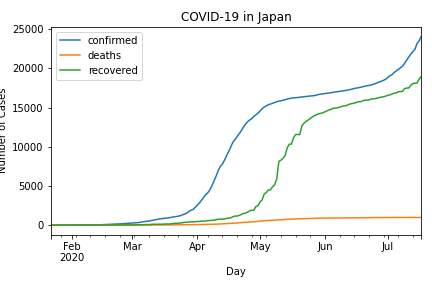 COVID-19 in Japan
confirmed
deaths
recovered
25000
20000
15000
10000
5000
0
Number of Cases
Feb
2020
Mar
Apr
May
Jun
Jul
Day